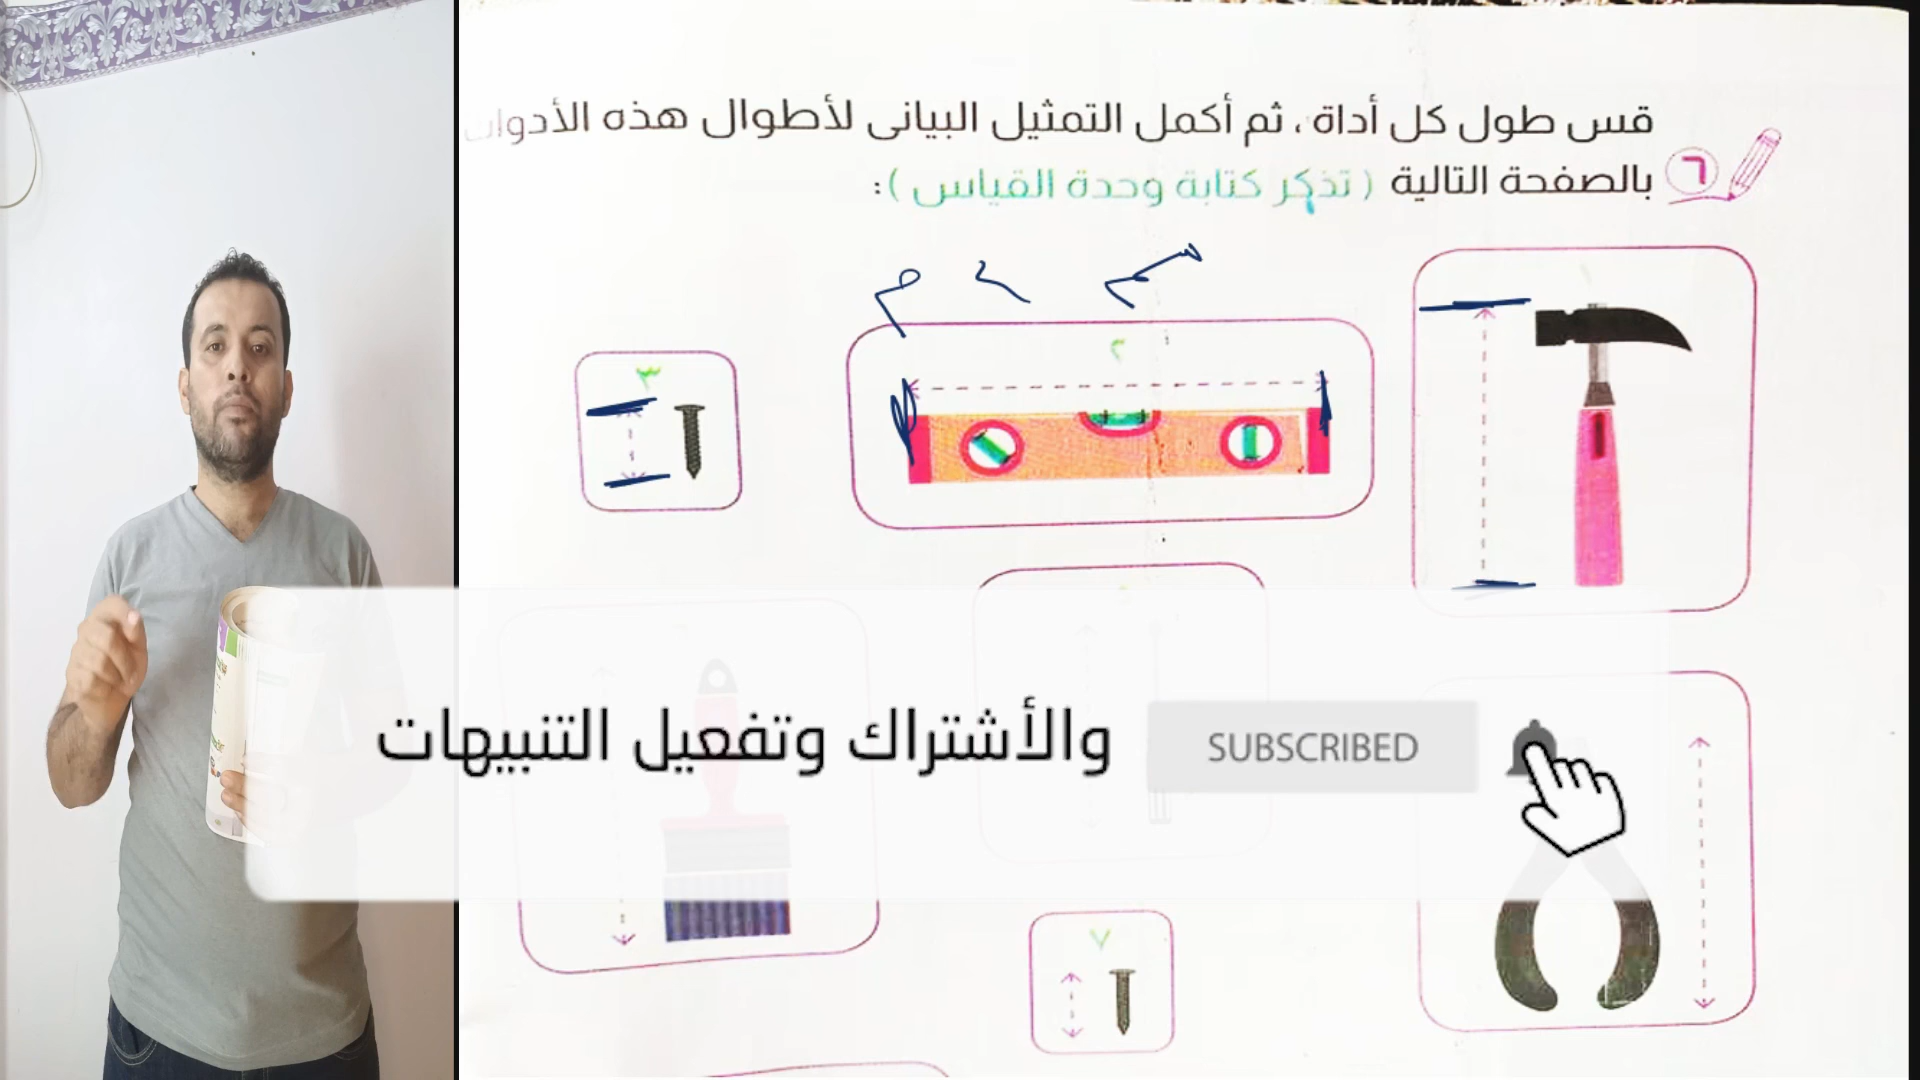 قس طول كل أداة ، ثم أكمل التمثيل البيانى لأطوال هذه الأدوات
٦ بالصفحة التالية ( تذكر كتابة وحدة القياس ) :
٢
٣
والأشتراك وتفعيل التنبيهات
SUBSCRIBED
٧